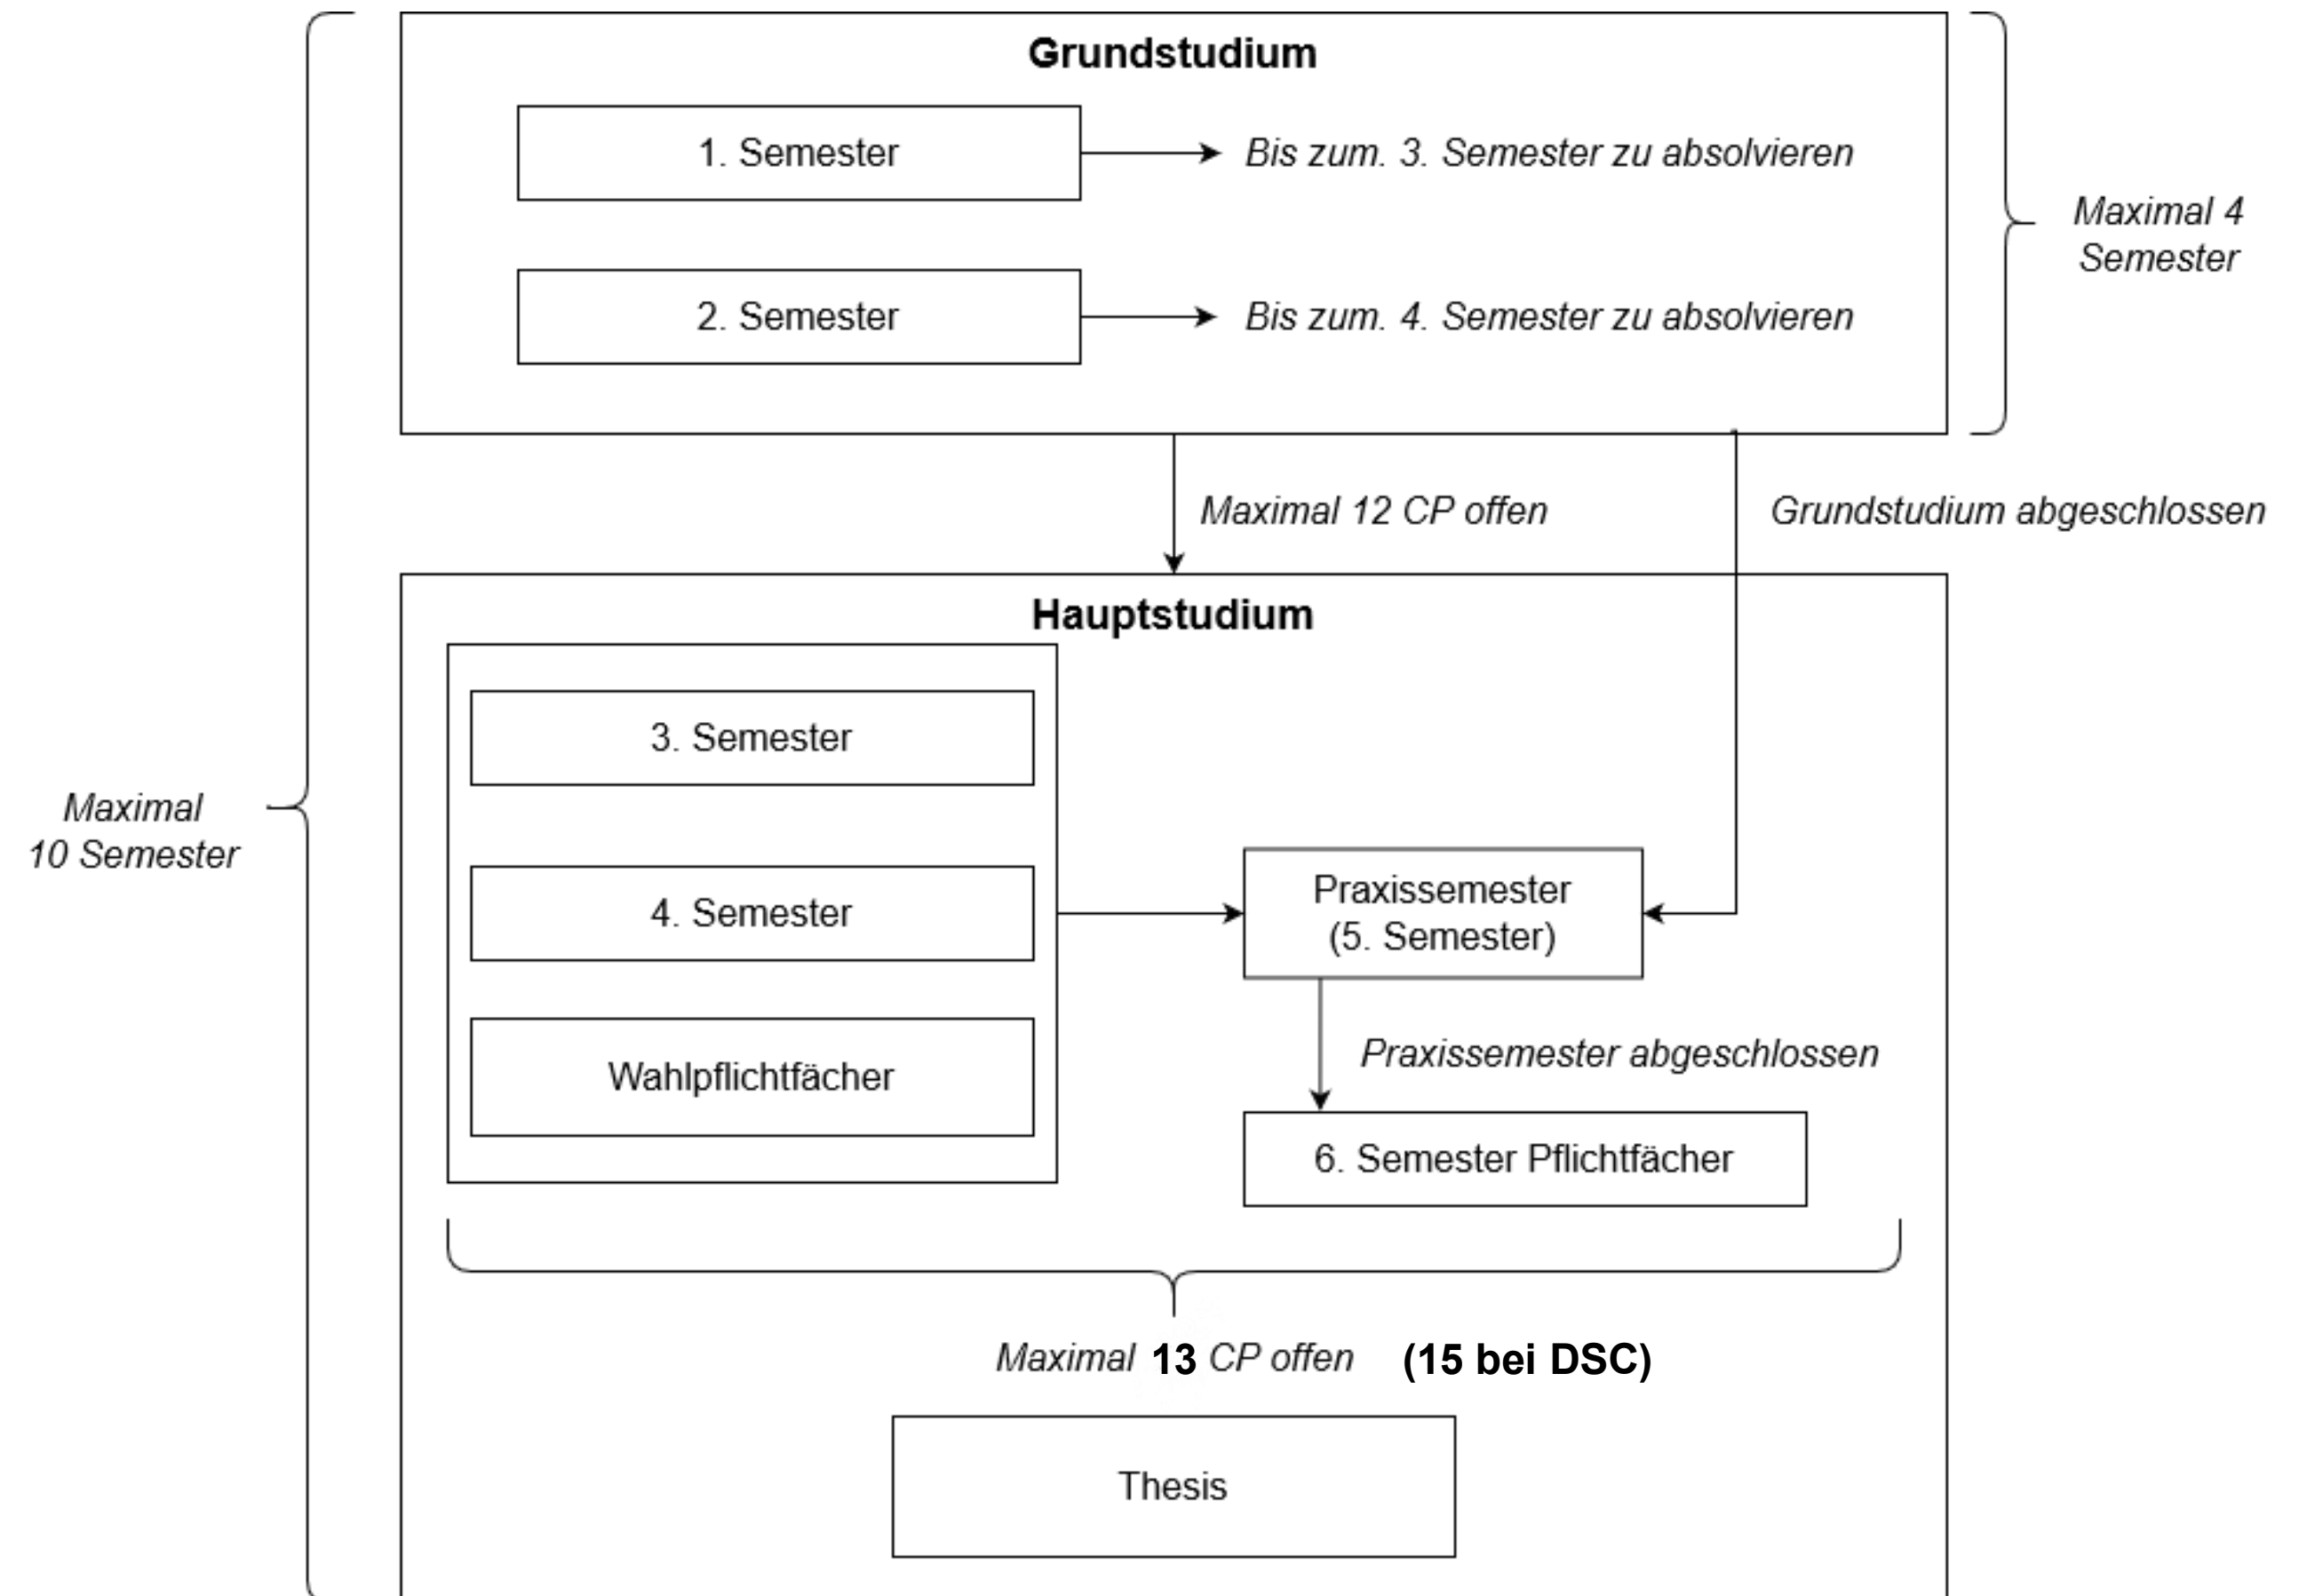 Grundstudium
1. Semester
Bis zum. 3. Semester zu absolvieren
2. Semester
Bis zum. 4. Semester zu absolvieren
Maximal 4
Semester
Maximal 12 CP offen
Grundstudium abgeschlossen
Hauptstudium
3. Semester
4. Semester
Wahlpflichtfächer
Maximal
10 Semester
Praxissemester
(5. Semester)
Praxissemester abgeschlossen
6. Semester Pflichtfächer
Maximal 13 CP offen (15 bei DSC)
Thesis